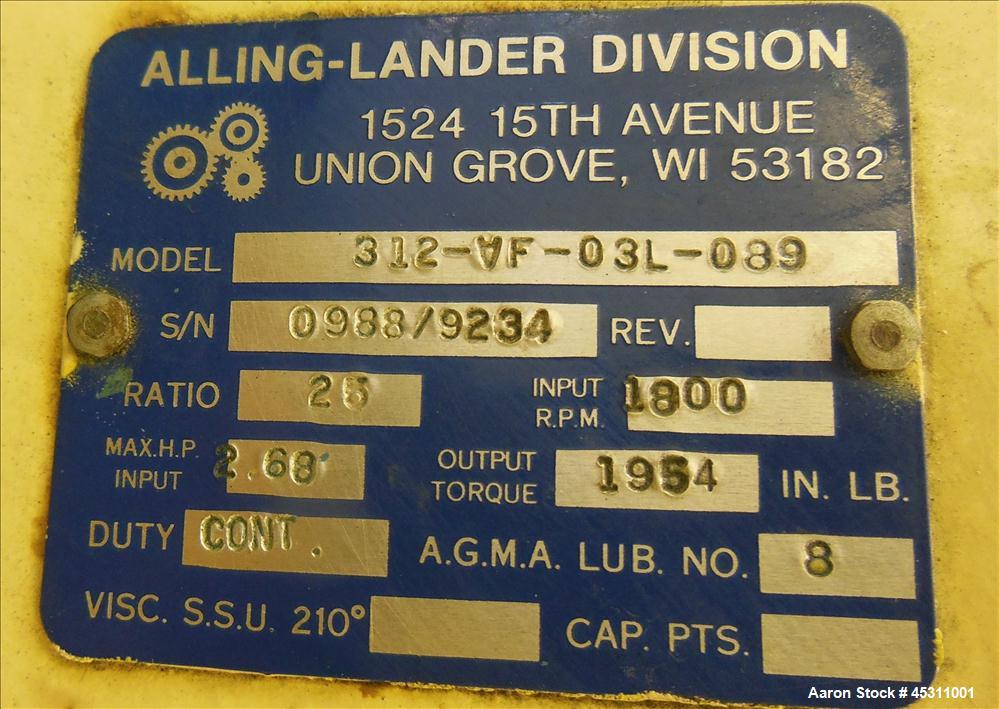 ALLING-LANDER DIVISION
1524 15TH AVENUE
UNION GROVE, WI 53182
MODEL 312-VF-03L-089
S/N 0988/9234 REV.
RATIO 25 INPUT R.P.M. 1800
MAX.H.P. INPUT 2.68 OUTPUT TORQUE 1954 IN. LB.
DUTY CONT. A.G.M.A. LUB. NO. 8
VISC. S.S.U. 210° CAP. PTS.
Aaron Stock # 45311001